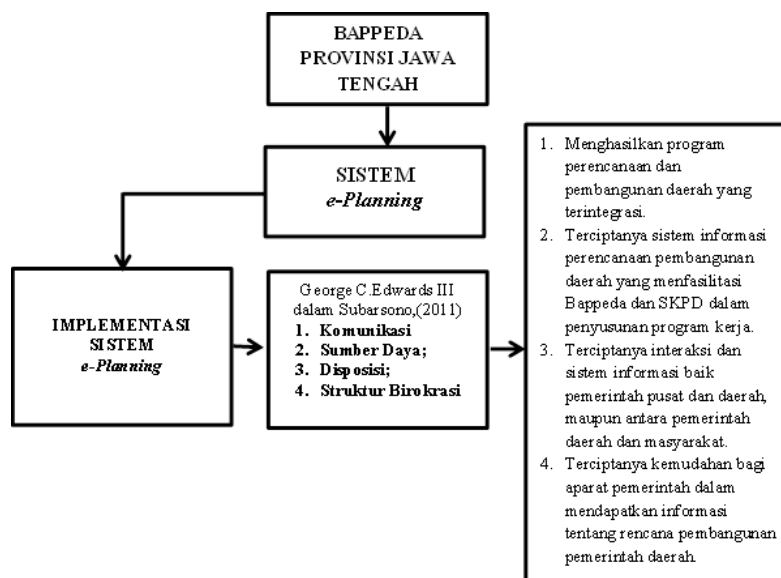 BAPPEDA
PROVINSI JAWA
TENGAH
SISTEM
e-Planning
IMPLEMENTASI
SISTEM
e-Planning
George C.Edwards III
dalam Subarsono,(2011)
1. Komunikasi
2. Sumber Daya;
3. Disposisi;
4. Struktur Birokrasi
1. Menghasilkan program
perencanaan dan
pembangunan daerah yang
terintegrasi.
2. Terciptanya sistem informasi
perencanaan pembangunan
daerah yang menfasilitasi
Bappeda dan SKPD dalam
penyusunan program kerja.
3. Terciptanya interaksi dan
sistem informasi baik
pemerintah pusat dan daerah,
maupun antara pemerintah
daerah dan masyarakat.
4. Terciptanya kemudahan bagi
aparat pemerintah dalam
mendapatkan informasi
tentang rencana pembangunan
pemerintah daerah.